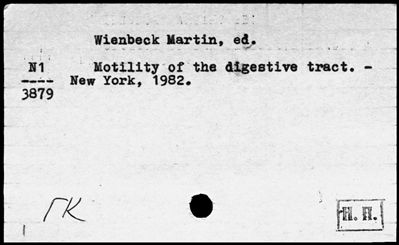 Wienbeck Martin, ed.
N1 Motility of the digestive tract. -
---- New York, 1982.
3879
ГК
Н. Н.